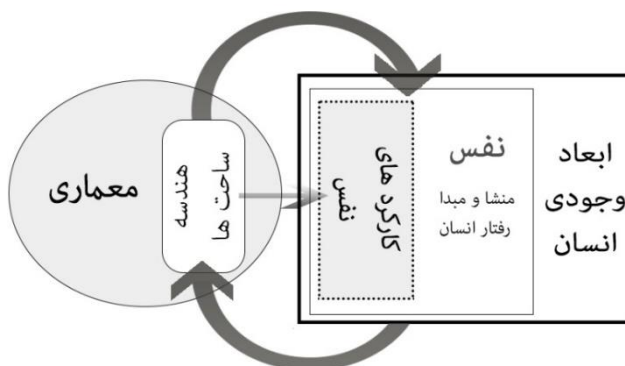 ابعاد
وجودی
انسان
نفس
منشا و مبدا
رفتار انسان
کارکرد های
نفس
ساحت ها
هندسه
معماری